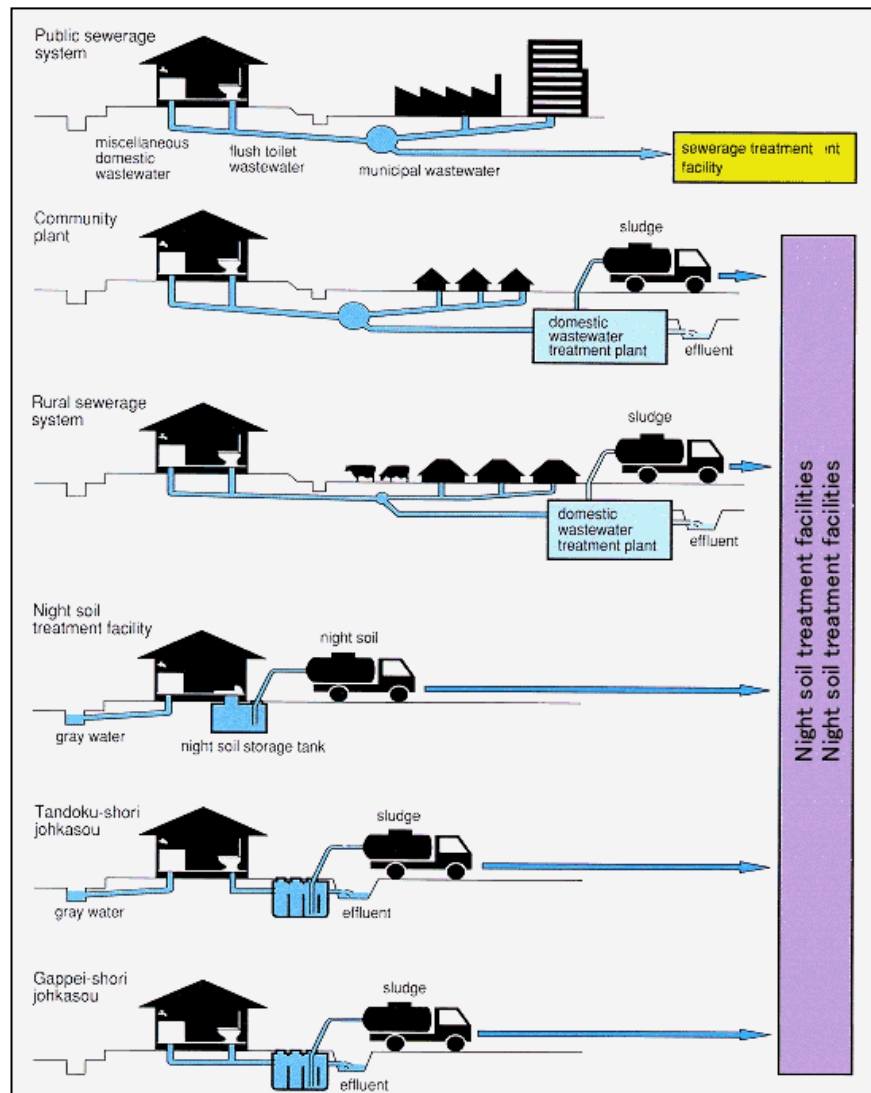 Public sewerage
system
miscellaneous
domestic
wastewater
flush toilet
wastewater
municipal wastewater
sewerage treatment
facility
Community
plant
sludge
domestic
wastewater
treatment plant
effluent
Rural sewerage
system
sludge
domestic
wastewater
treatment plant
effluent
Night soil
treatment facility
night soil
gray water
night soil storage tank
Tandoku-shori
johkasou
sludge
gray water
effluent
Gappei-shori
johkasou
sludge
effluent
Night soil treatment facilities
Night soil treatment facilities